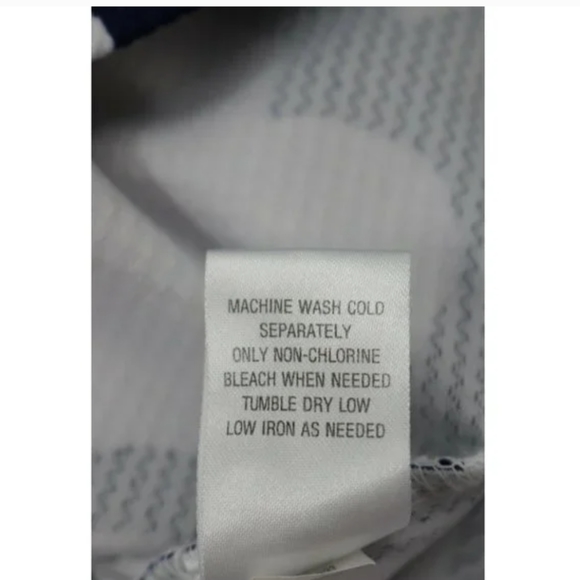 MACHINE WASH COLD
SEPARATELY
ONLY NON-CHLORINE
BLEACH WHEN NEEDED
TUMBLE DRY LOW
LOW IRON AS NEEDED